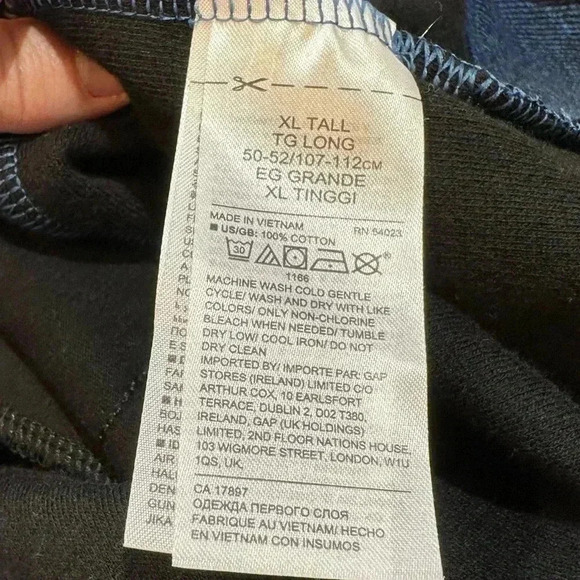 XL TALL
TG LONG
50-52/107-112CM
EG GRANDE
XL TINGGI
MADE IN VIETNAM RN 54023
US/GB: 100% COTTON
30
1166
MACHINE WASH COLD GENTLE
CYCLE/ WASH AND DRY WITH LIKE
COLORS/ ONLY NON-CHLORINE
BLEACH WHEN NEEDED/ TUMBLE
DRY LOW/ COOL IRON/ DO NOT
DRY CLEAN
IMPORTED BY/ IMPORTE PAR: GAP
STORES (IRELAND) LIMITED C/O
ARTHUR COX, 10 EARLSFORT
TERRACE, DUBLIN 2, D02 T380,
IRELAND, GAP (UK HOLDINGS)
LIMITED, 2ND FLOOR NATIONS HOUSE,
103 WIGMORE STREET, LONDON, W1U
1QS, UK,
CA 17897
ОДЕЖДА ПЕРВОГО СЛОЯ
FABRIQUE AU VIETNAM/ HECHO
EN VIETNAM CON INSUMOS